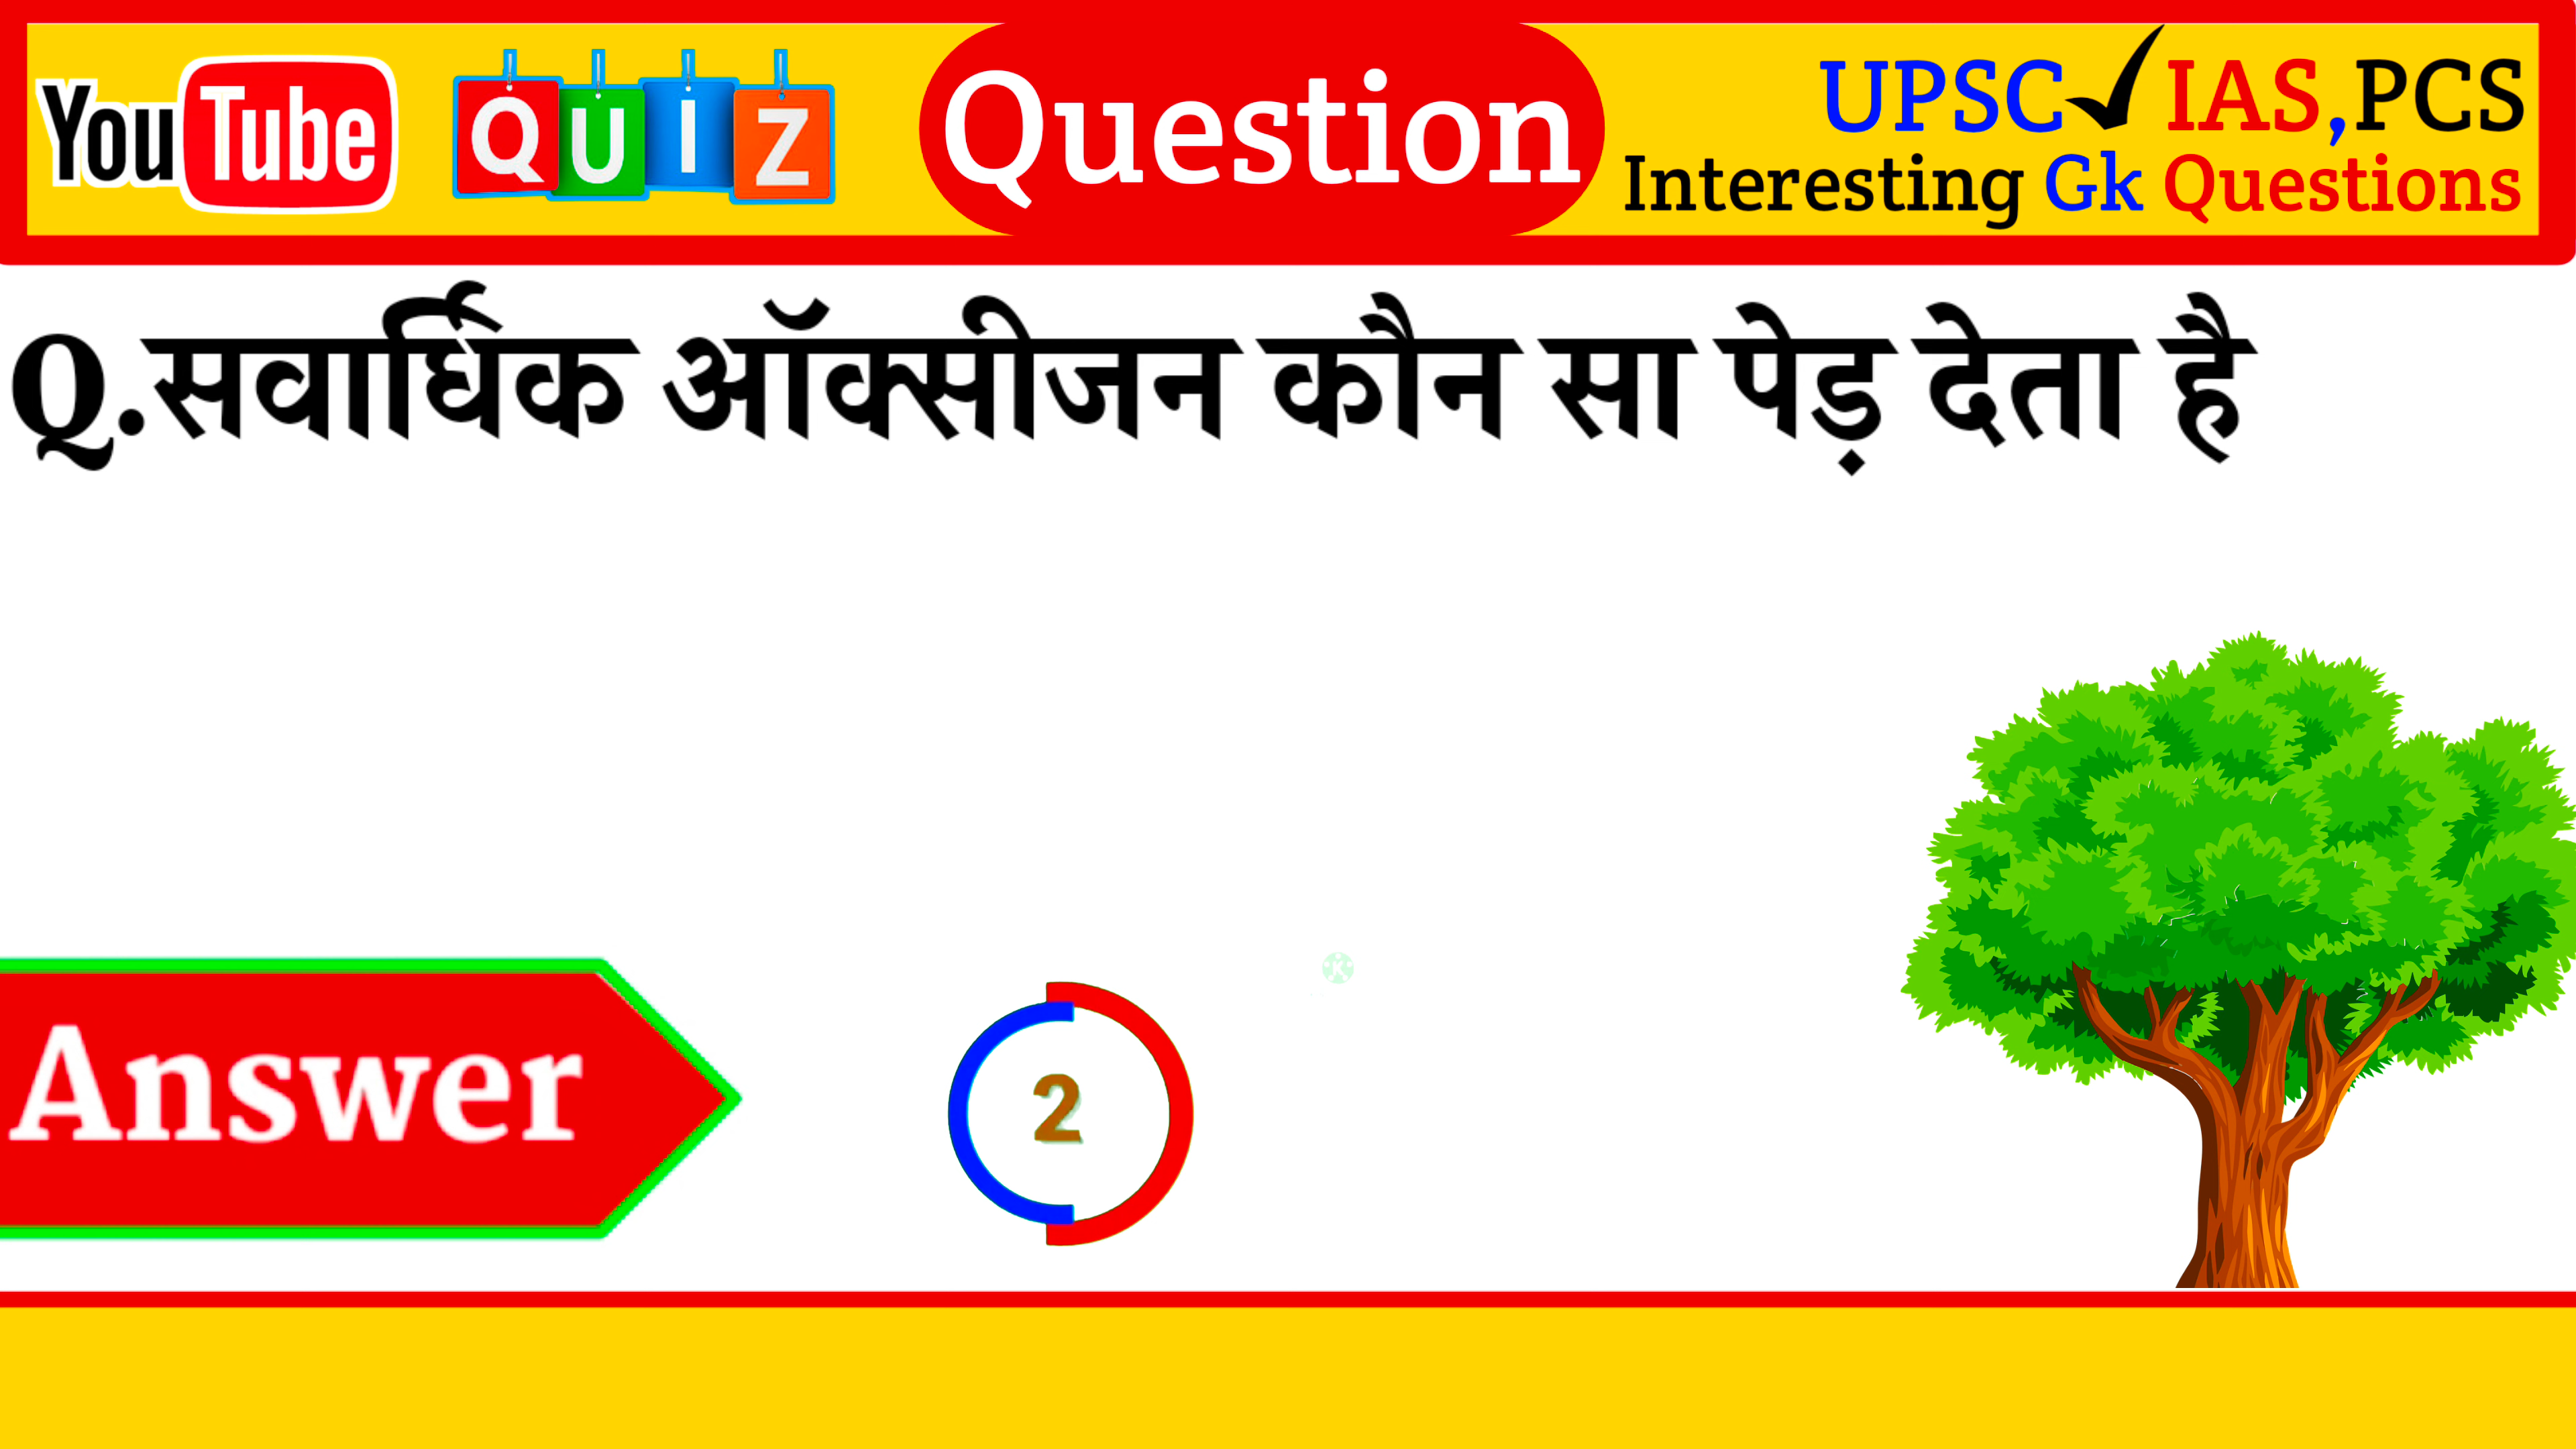 YouTube QUIZ Question UPSC✓IAS,PCS
Interesting Gk Questions
Q.सवार्धिक ऑक्सीजन कौन सा पेड़ देता है
Answer
2